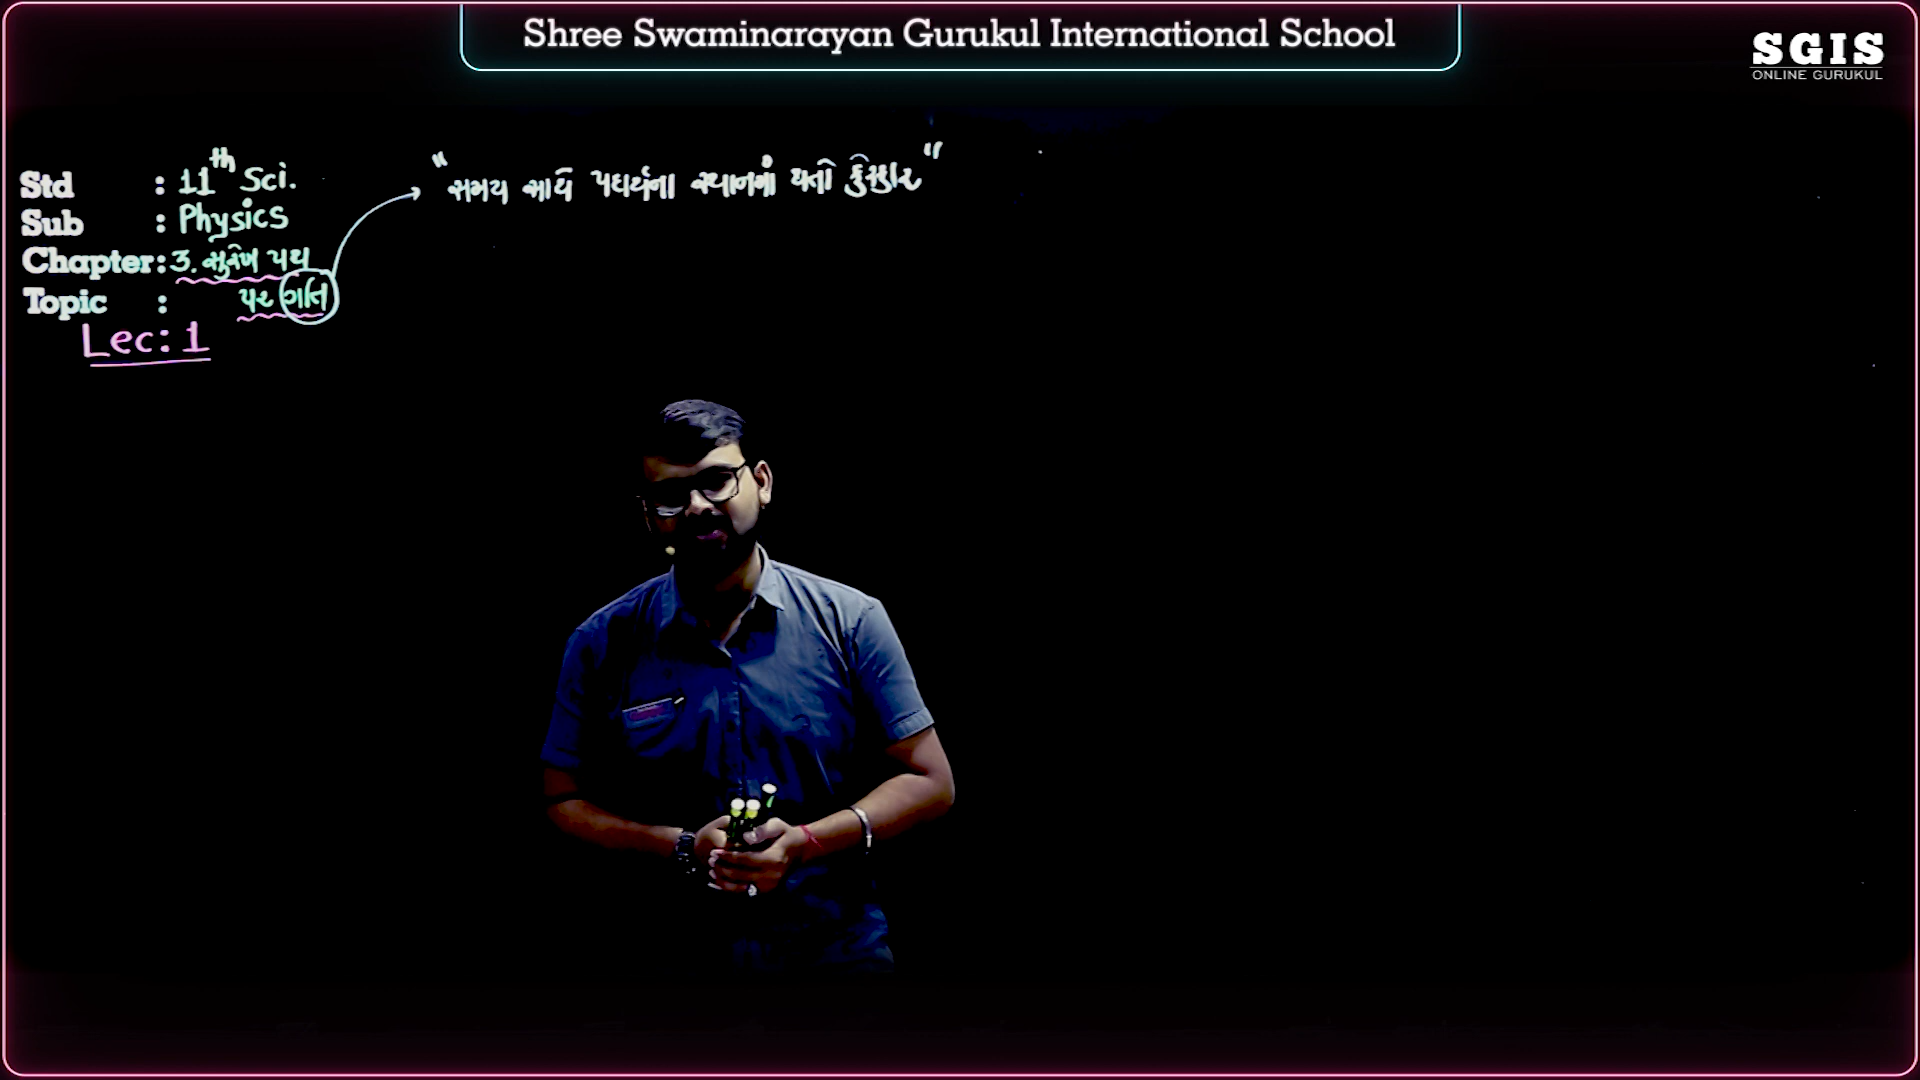 Shree Swaminarayan Gurukul International School
SGIS
ONLINE GURUKUL
Std : 11th Sci.
Sub : Physics
Chapter: 3. સુરેખ પથ
Topic : પર ગતિ
Lec: 1
"સમય સાથે પદાર્થના સ્થાનમાં થતો ફેરફાર"